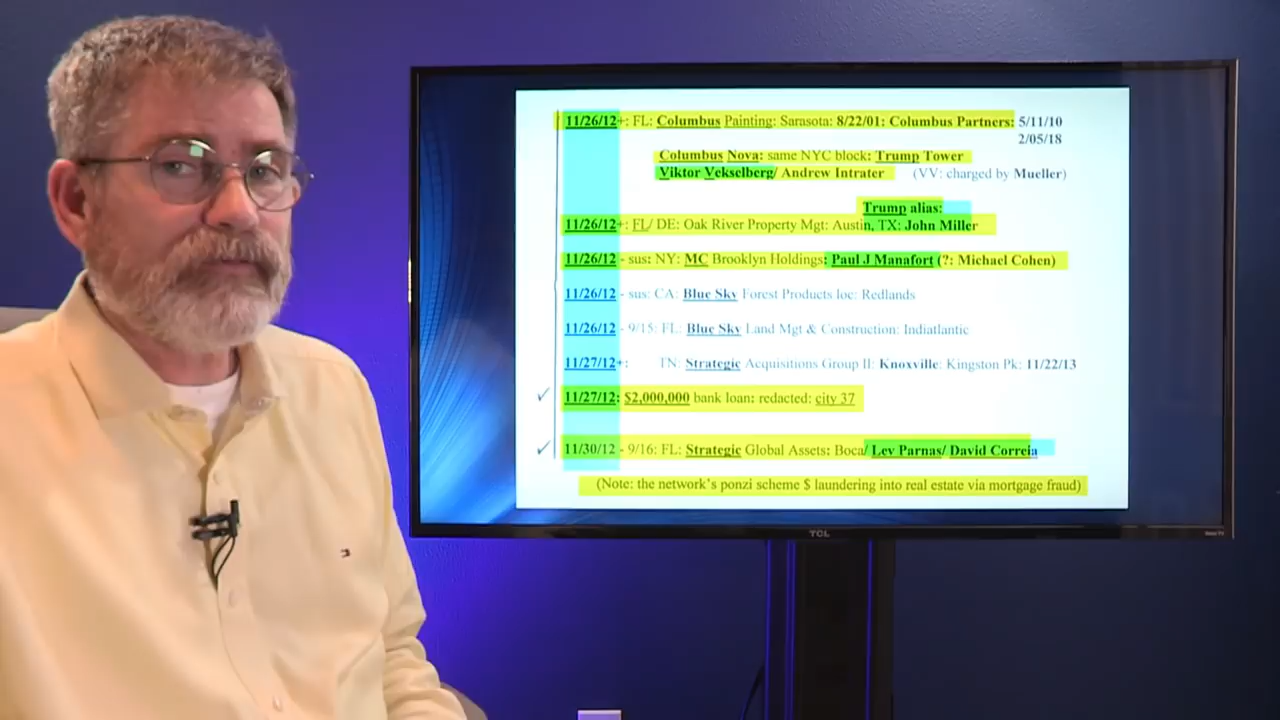 11/26/12+: FL: Columbus Painting: Sarasota: 8/22/01: Columbus Partners: 5/11/10
2/05/18
Columbus Nova: same NYC block: Trump Tower
Viktor Vekselberg/ Andrew Intrater (VV: charged by Mueller)
Trump alias:
11/26/12+: FL/ DE: Oak River Property Mgt: Austin, TX: John Miller
11/26/12 - sus: NY: MC Brooklyn Holdings: Paul J Manafort (?: Michael Cohen)
11/26/12 - sus: CA: Blue Sky Forest Products loc: Redlands
11/26/12 - 9/15: FL: Blue Sky Land Mgt & Construction: Indiatlantic
11/27/12+: TN: Strategic Acquisitions Group II: Knoxville: Kingston Pk: 11/22/13
11/27/12: $2,000,000 bank loan: redacted: city 37
11/30/12 - 9/16: FL: Strategic Global Assets: Boca/ Lev Parnas/ David Correia
(Note: the network's ponzi scheme $ laundering into real estate via mortgage fraud)
TCL